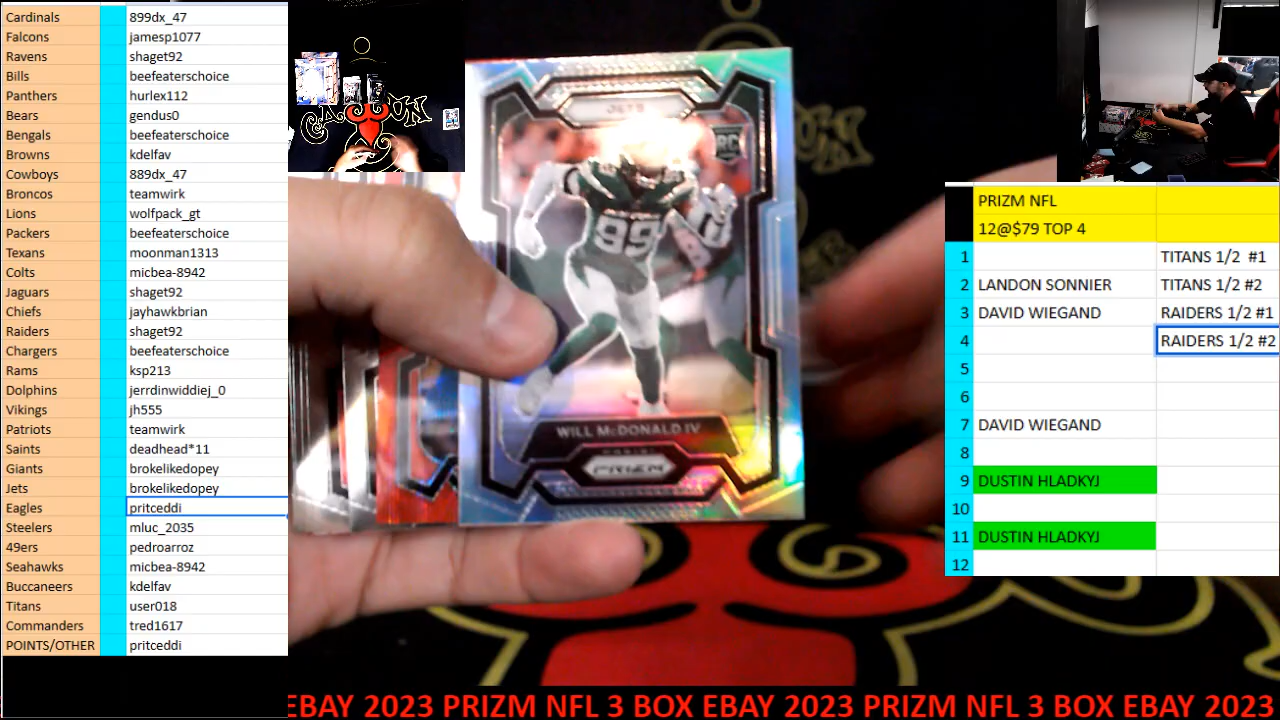 Cardinals 899dx_47
Falcons jamesp1077
Ravens shaget92
Bills beefeaterschoice
Panthers hurlex112
Bears gendus0
Bengals beefeaterschoice
Browns kdelfav
Cowboys 889dx_47
Broncos teamwirk
Lions wolfpack_gt
Packers beefeaterschoice
Texans moonman1313
Colts micbea-8942
Jaguars shaget92
Chiefs jayhawkbrian
Raiders shaget92
Chargers beefeaterschoice
Rams ksp213
Dolphins jerrdinwiddiej_0
Vikings jh555
Patriots teamwirk
Saints deadhead*11
Giants brokelikedopey
Jets brokelikedopey
Eagles pritceddi
Steelers mluc_2035
49ers pedroarroz
Seahawks micbea-8942
Buccaneers kdelfav
Titans user018
Commanders tred1617
POINTS/OTHER pritceddi
JETS
RC
99
WILL McDONALD IV
PANINI
PRIZM
PRIZM NFL
12@$79 TOP 4
1 TITANS 1/2 #1
2 LANDON SONNIER TITANS 1/2 #2
3 DAVID WIEGAND RAIDERS 1/2 #1
4 RAIDERS 1/2 #2
5
6
7 DAVID WIEGAND
8
9 DUSTIN HLADKYJ
10
11 DUSTIN HLADKYJ
12
EBAY 2023 PRIZM NFL 3 BOX EBAY 2023 PRIZM NFL 3 BOX EBAY 2023